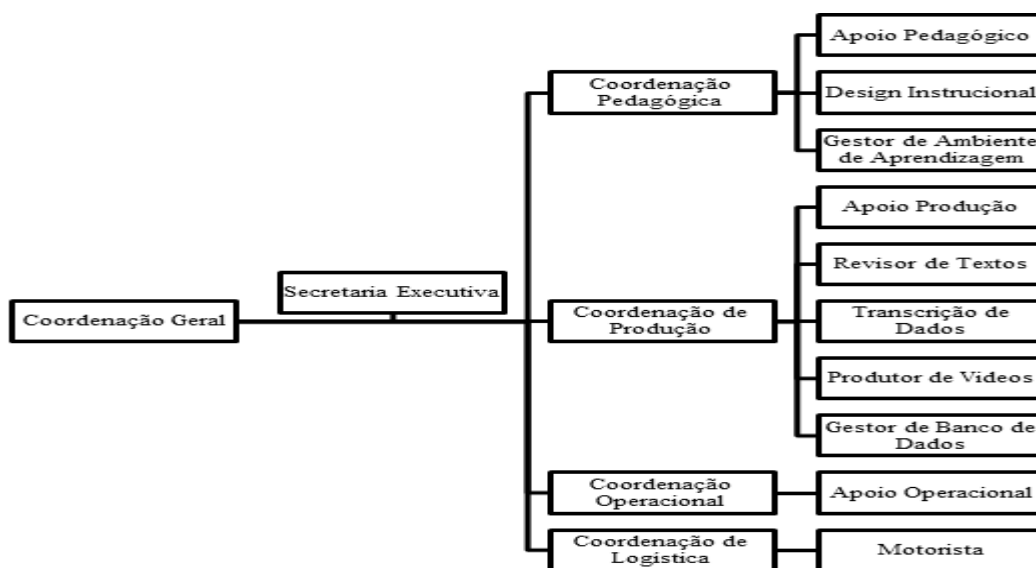 Apoio Pedagógico
Coordenação
Pedagógica
Design Instrucional
Gestor de Ambiente
de Aprendizagem
Apoio Produção
Revisor de Textos
Secretaria Executiva
Coordenação Geral
Coordenação de
Produção
Transcrição de
Dados
Produtor de Videos
Gestor de Banco de
Dados
Coordenação
Operacional
Apoio Operacional
Coordenação de
Logística
Motorista